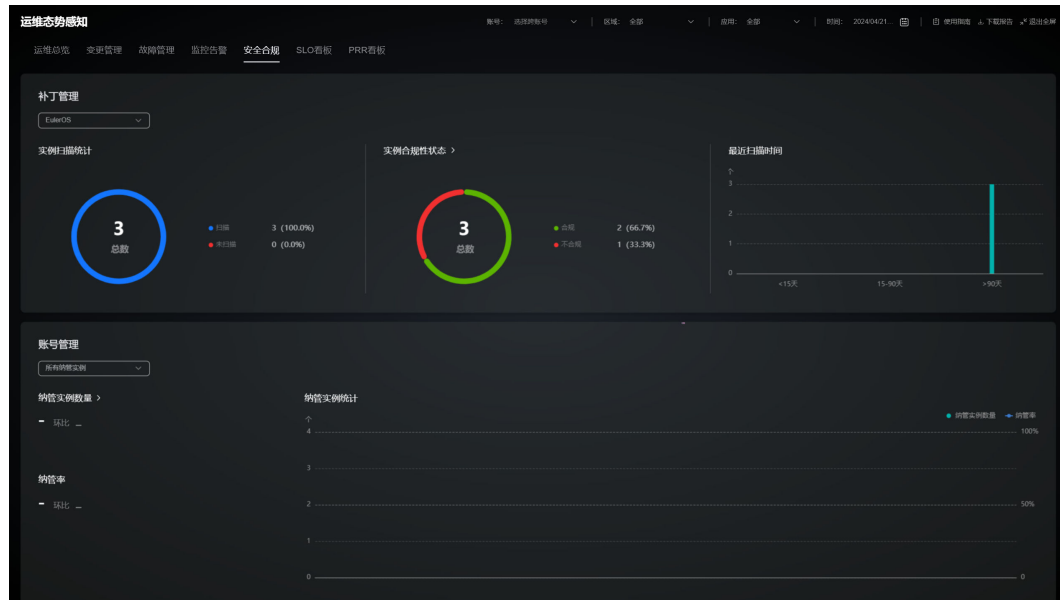 运维态势感知
账号: 选择跨账号 区域: 全部 应用: 全部 时间: 2024/04/21... 使用指南 下载报告 退出全屏
运维总览 变更管理 故障管理 监控告警 安全合规 SLO看板 PRR看板
补丁管理
EulerOS
实例扫描统计
3
总数
扫描 3 (100.0%)
未扫描 0 (0.0%)
实例合规性状态 >
3
总数
合规 2 (66.7%)
不合规 1 (33.3%)
最近扫描时间
个
3
2
1
0
<15天 15-90天 >90天
账号管理
所有纳管实例
纳管实例数量 >
- 环比 --
纳管率
- 环比 --
纳管实例统计
纳管实例数量 纳管率
个
4 100%
3
2 50%
1
0 0